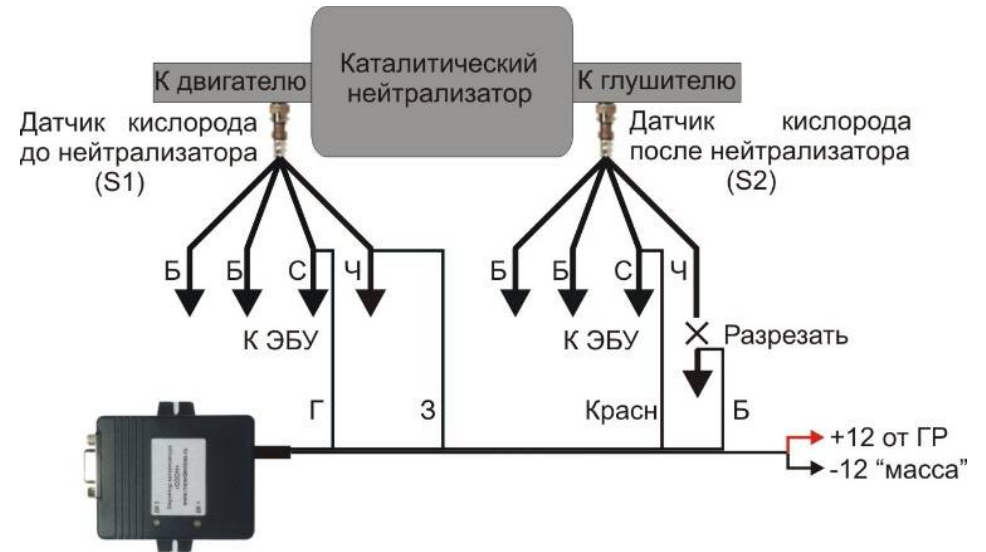 Каталитический
нейтрализатор
К двигателю
К глушителю
Датчик кислорода
до нейтрализатора
(S1)
Датчик кислорода
после нейтрализатора
(S2)
Б Б С Ч
Б Б С Ч
К ЭБУ
К ЭБУ
Разрезать
Г З Красн Б
+12 от ГР
-12 “масса”